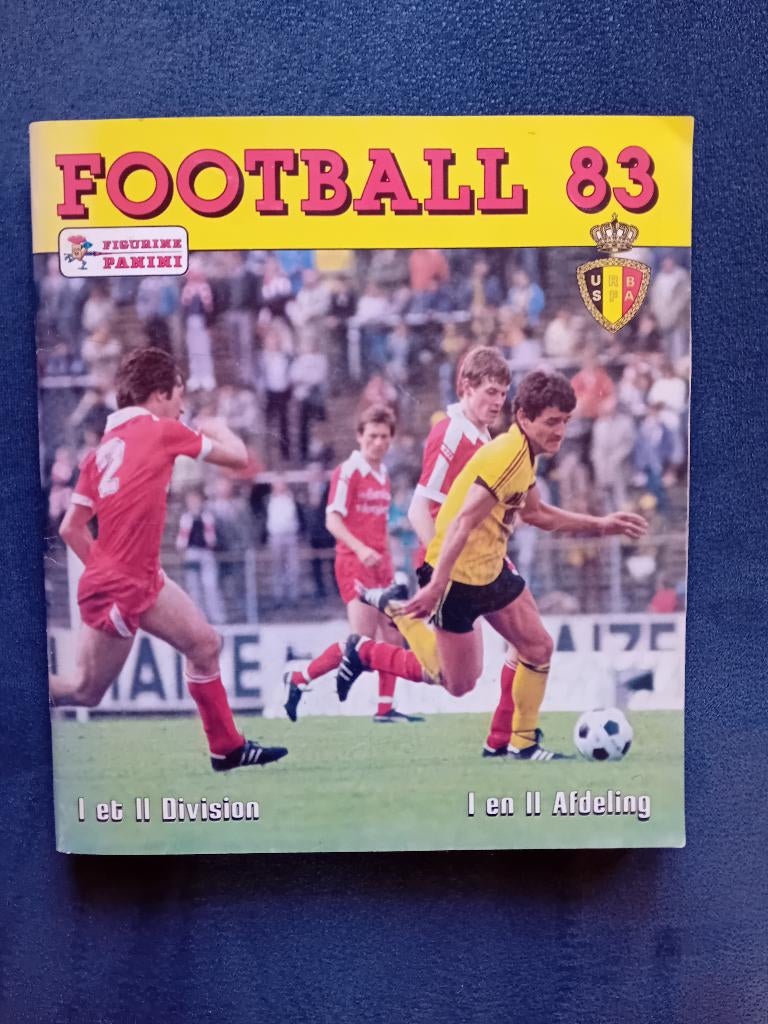 FOOTBALL 83
FIGURINE
PANINI
U R B
S F A
2
I et II Division
I en II Afdeling